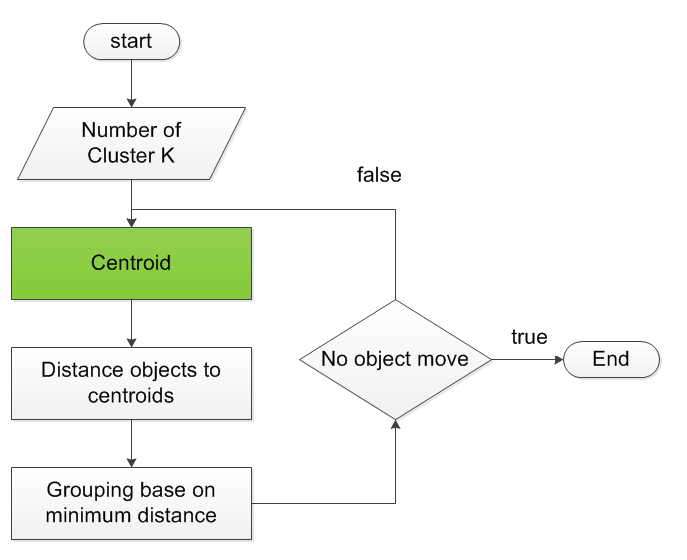 start
Number of
Cluster K
false
Centroid
true
No object move
End
Distance objects to
centroids
Grouping base on
minimum distance